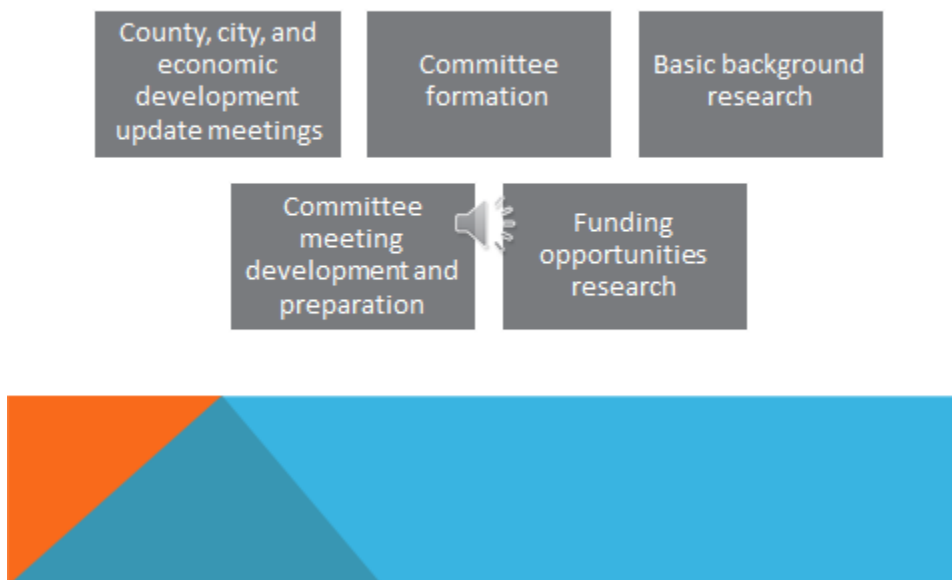 County, city, and
economic
development
update meetings
Committee
formation
Basic background
research
Committee
meeting
development and
preparation
Funding
opportunities
research